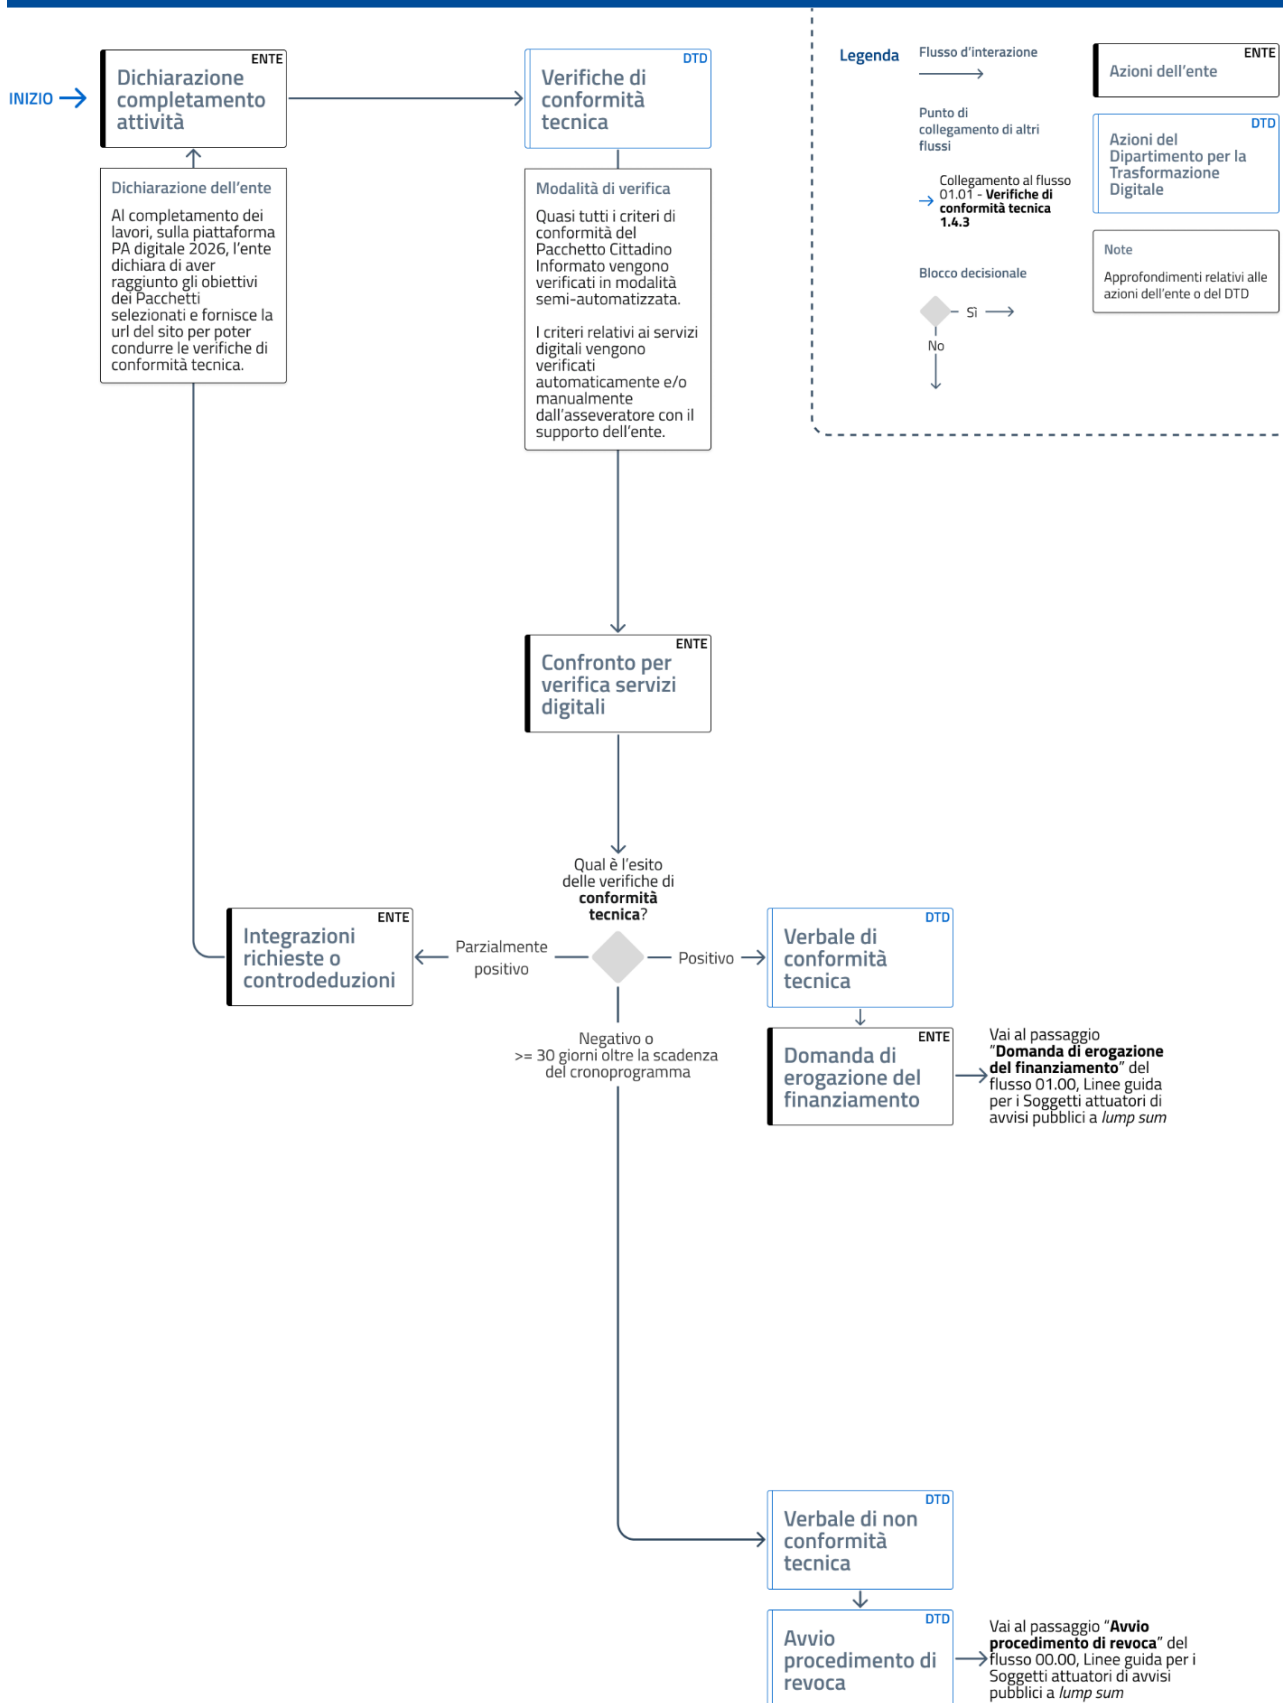 INIZIO
ENTE
Dichiarazione
completamento
attività
Dichiarazione dell'ente
Al completamento dei
lavori, sulla piattaforma
PA digitale 2026, l'ente
dichiara di aver
raggiunto gli obiettivi
dei Pacchetti
selezionati e fornisce la
url del sito per poter
condurre le verifiche di
conformità tecnica.
DTD
Verifiche di
conformità
tecnica
Modalità di verifica
Quasi tutti i criteri di
conformità del
Pacchetto Cittadino
Informato vengono
verificati in modalità
semi-automatizzata.
I criteri relativi ai servizi
digitali vengono
verificati
automaticamente e/o
manualmente
dall'asseveratore con il
supporto dell'ente.
Legenda
Flusso d'interazione
Punto di
collegamento di altri
flussi
Collegamento al flusso
01.01 - Verifiche di
conformità tecnica
1.4.3
Blocco decisionale
Sì
No
ENTE
Azioni dell'ente
DTD
Azioni del
Dipartimento per la
Trasformazione
Digitale
Note
Approfondimenti relativi alle
azioni dell'ente o del DTD
ENTE
Confronto per
verifica servizi
digitali
Qual è l'esito
delle verifiche di
conformità
tecnica?
Parzialmente
positivo
ENTE
Integrazioni
richieste o
controdeduzioni
Positivo
DTD
Verbale di
conformità
tecnica
ENTE
Domanda di
erogazione del
finanziamento
Vai al passaggio
"Domanda di erogazione
del finanziamento" del
flusso 01.00, Linee guida
per i Soggetti attuatori di
avvisi pubblici a lump sum
Negativo o
>= 30 giorni oltre la scadenza
del cronoprogramma
DTD
Verbale di non
conformità
tecnica
DTD
Avvio
procedimento di
revoca
Vai al passaggio "Avvio
procedimento di revoca" del
flusso 00.00, Linee guida per i
Soggetti attuatori di avvisi
pubblici a lump sum